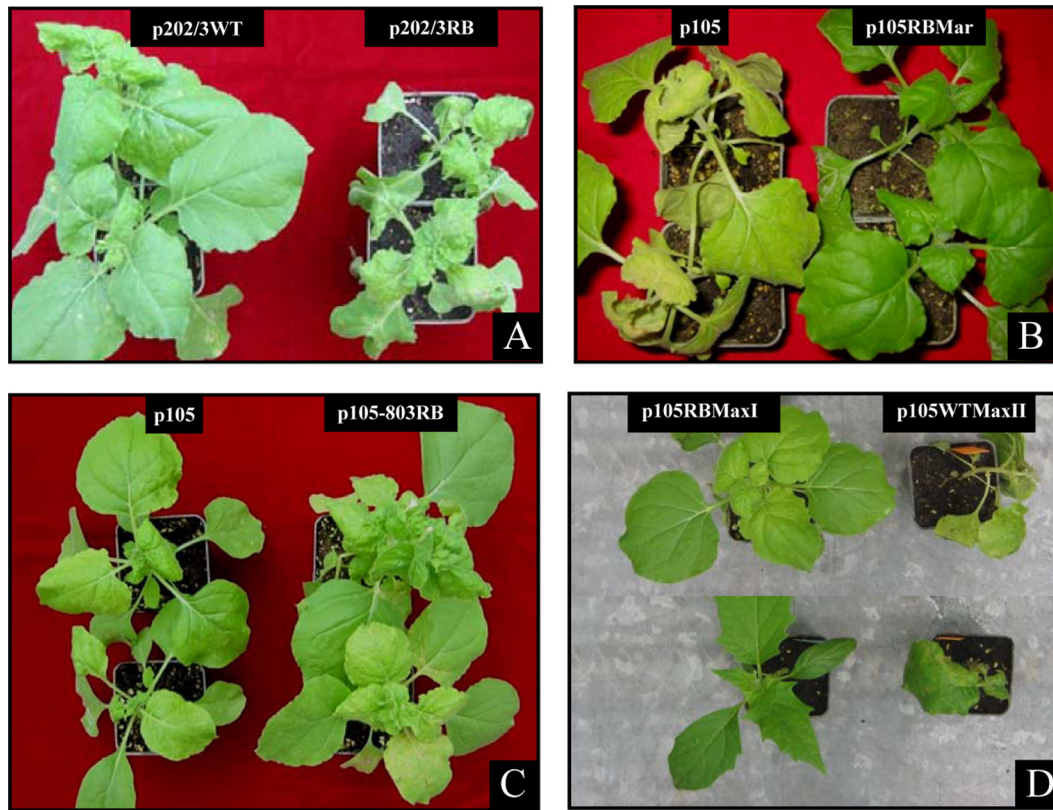 p202/3WT
p202/3RB
A
p105
p105RBMar
B
p105
p105-803RB
C
p105RBMaxI
p105WTMaxII
D